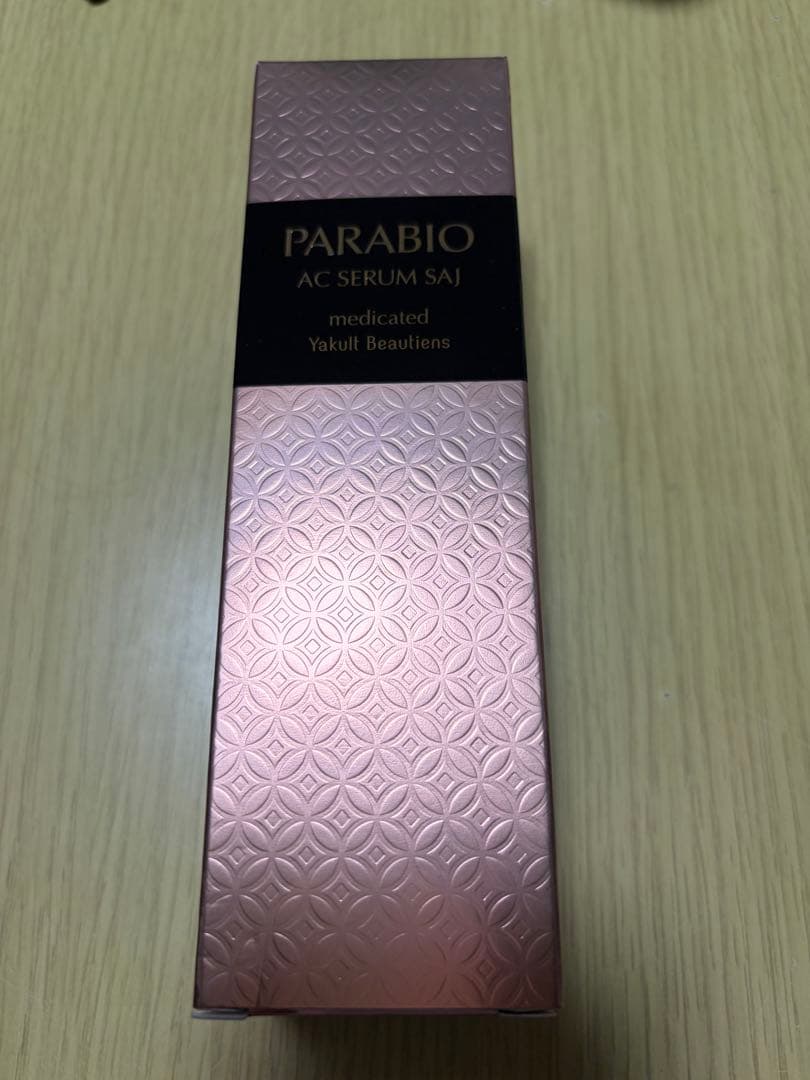 PARABIO
AC SERUM SAJ
medicated
Yakult Beautiens